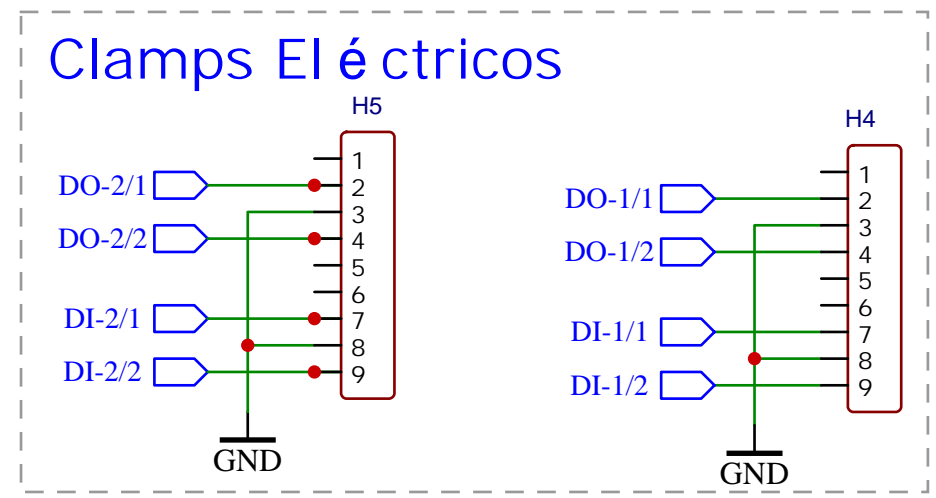 Clamps El é ctricos
H5
DO-2/1
DO-2/2
DI-2/1
DI-2/2
1
2
3
4
5
6
7
8
9
GND
H4
DO-1/1
DO-1/2
DI-1/1
DI-1/2
1
2
3
4
5
6
7
8
9
GND